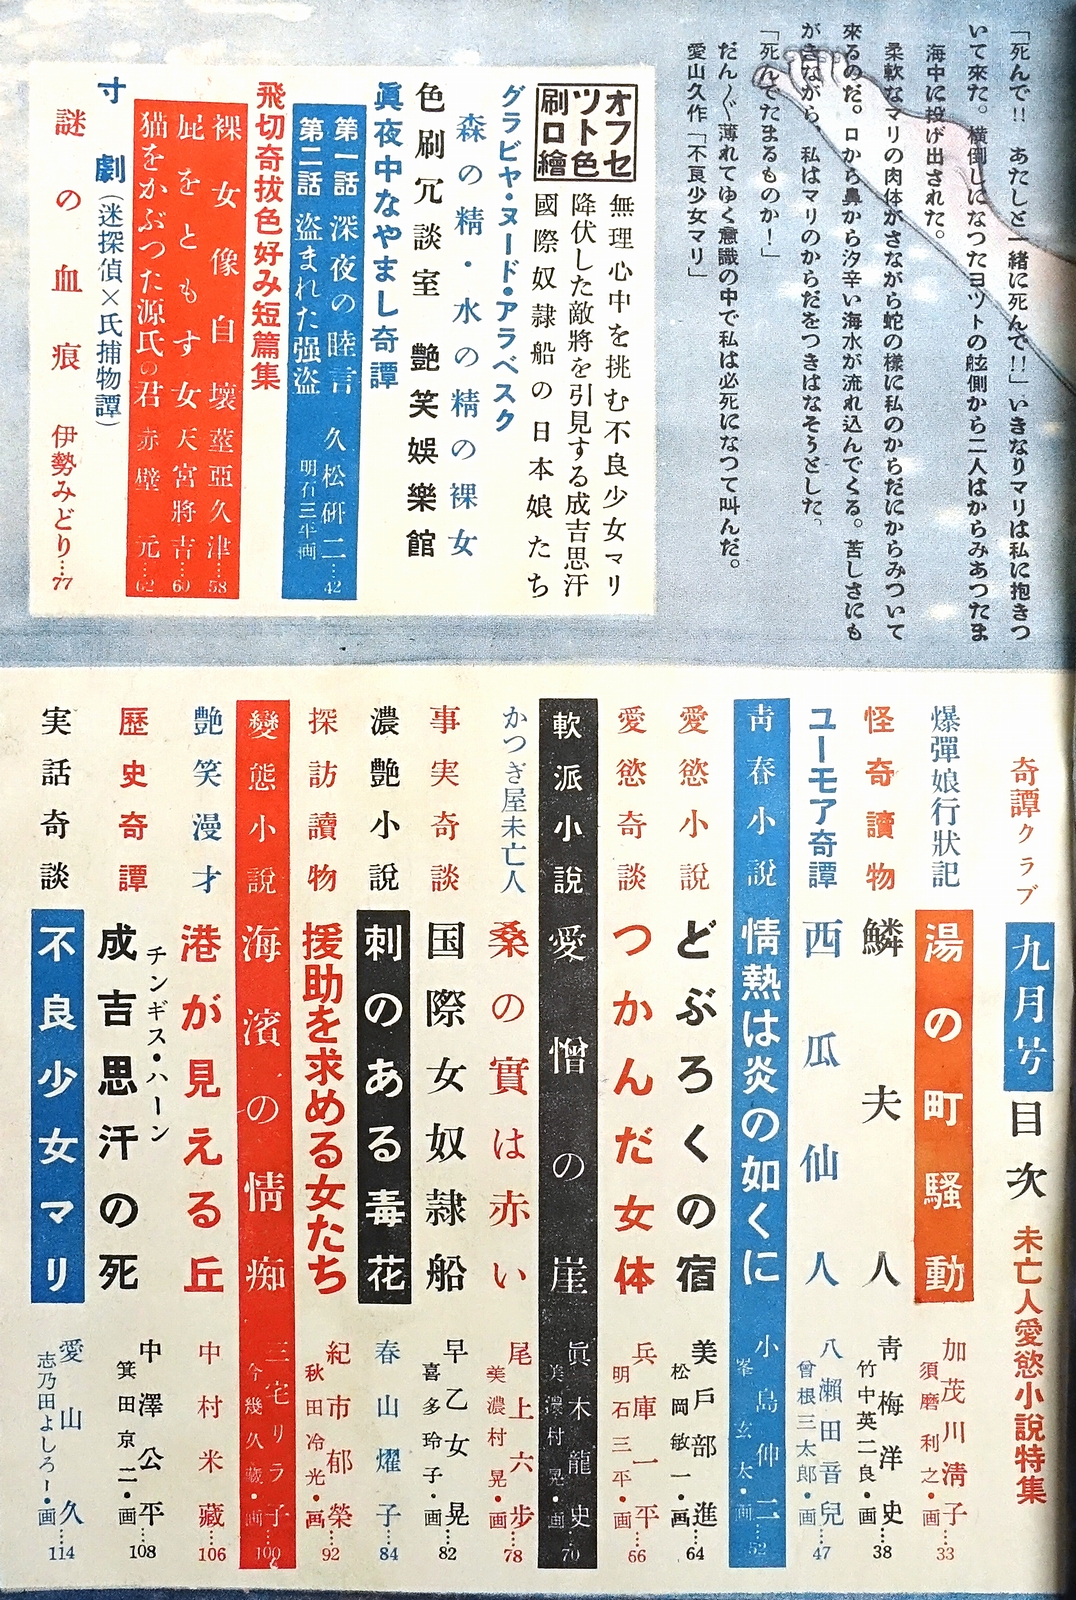 「死んで!! あたしと一緒に死んで!!」いきなりマリは私に抱きつ
いて來た。横倒しになつたヨツトの舷側から二人はからみあつたま
海中に投げ出された。
柔軟なマリの肉体がさながら蛇の様に私のからだにからみついて
來るのだ。口から鼻から汐辛い海水が流れ込んでくる。苦しさにも
がきながら、私はマリのからだをつきはなそうとした。
「死んでたまるものか!」
だん〱薄れてゆく意識の中で私は必死になつて叫んだ。
愛山久作「不良少女マリ」
オフセツト色刷口繪
無理心中を挑む不良少女マリ
降伏した敵將を引見する成吉思汗
國際奴隷船の日本娘たち
グラビヤ・ヌード・アラベスク
森の精・水の精の裸女
色刷冗談室 艶笑娯樂館
眞夜中なやまし奇譚
第一話 深夜の睦言
第二話 盗まれた强盗
久松硏二…42
明石三平画
飛切奇抜色好み短篇集
裸女像自壞 莖亞久津…58
屁をともす女 天宮將吉…60
猫をかぶつた源氏の君 赤壁元…62
寸劇(迷探偵×氏捕物譚)
謎の血痕 伊勢みどり…77
奇譚クラブ 九月号 目次 未亡人愛慾小説特集
爆彈娘行狀記 湯の町騒動 加茂川淸子…33
須磨利之・画
怪奇讀物 鱗夫人 靑梅洋史…38
竹中英二良・画
ユーモア奇譚 西瓜仙人 八瀨田音兒…47
曾根三太郎・画
靑春小說 情熱は炎の如くに 小島伸二…52
峯玄太・画
愛慾小説 どぶろくの宿 美戶部進…64
松岡敏一・画
愛慾奇談 つかんだ女体 兵庫一平…66
明石三平・画
軟派小說 愛憎の崖 眞木龍史…70
美濃村晃・画
かつぎ屋未亡人 桑の實は赤い 尾上六步…78
美濃村晃・画
事実奇談 国際女奴隷船 早乙女晃…82
喜多玲子・画
濃艶小說 刺のある毒花 春山燿子…84
探訪讀物 援助を求める女たち 紀市郁榮…92
秋田冷光・画
變態小說 海濱の情痴 三宅リラ子…100
今幾久藏・画
艶笑漫才 港が見える丘 中村米藏…106
歷史奇譚 成吉思汗の死 中澤公平…108
チンギス・ハーン
箕田京二・画
実話奇談 不良少女マリ 愛山久…114
志乃田よしろー・画